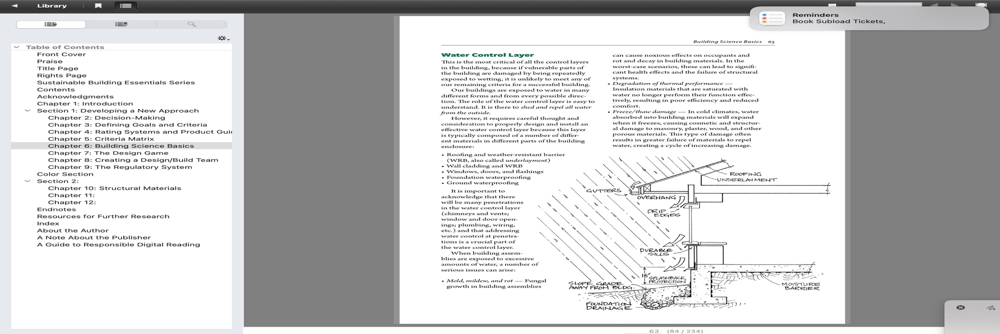 Library
Reminders
Book Subload Tickets,
Table of Contents
Front Cover
Praise
Title Page
Rights Page
Sustainable Building Essentials Series
Contents
Acknowledgments
Chapter 1: Introduction
Section 1: Developing a New Approach
Chapter 2: Decision-Making
Chapter 3: Defining Goals and Criteria
Chapter 4: Rating Systems and Product Guid
Chapter 5: Criteria Matrix
Chapter 6: Building Science Basics
Chapter 7: The Design Game
Chapter 8: Creating a Design/Build Team
Chapter 9: The Regulatory System
Color Section
Section 2:
Chapter 10: Structural Materials
Chapter 11:
Chapter 12:
Endnotes
Resources for Further Research
Index
About the Author
A Note About the Publisher
A Guide to Responsible Digital Reading
Building Science Basics 63
Water Control Layer
This is the most critical of all the control layers
in the building, because if vulnerable parts of
the building are damaged by being repeatedly
exposed to wetting, it is unlikely to meet any of
our remaining criteria for a successful building.
Our buildings are exposed to water in many
different forms and from every possible direc-
tion. The role of the water control layer is easy to
understand. It is there to shed and repel all water
from the outside.
However, it requires careful thought and
consideration to properly design and install an
effective water control layer because this layer
is typically composed of a number of differ-
ent materials in different parts of the building
enclosure:
• Roofing and weather-resistant barrier
(WRB, also called underlayment)
• Wall cladding and WRB
• Windows, doors, and flashings
• Foundation waterproofing
• Ground waterproofing
It is important to
acknowledge that there
will be many penetrations
in the water control layer
(chimneys and vents;
window and door open-
ings; plumbing, wiring,
etc.) and that addressing
water control at penetra-
tions is a crucial part of
the water control layer.
When building assem-
blies are exposed to excessive
amounts of water, a number of
serious issues can arise:
• Mold, mildew, and rot — Fungal
growth in building assemblies
can cause noxious effects on occupants and
rot and decay in building materials. In the
worst-case scenarios, these can lead to signifi-
cant health effects and the failure of structural
systems.
• Degradation of thermal performance —
Insulation materials that are saturated with
water no longer perform their function effec-
tively, resulting in poor efficiency and reduced
comfort.
• Freeze/thaw damage — In cold climates, water
absorbed into building materials will expand
when it freezes, causing cosmetic and structur-
al damage to masonry, plaster, wood, and other
porous materials. This type of damage often
results in greater failure of materials to repel
water, creating a cycle of increasing damage.
ROOFING
UNDERLAYMENT
GUTTERS
OVERHANG
DRIP
EDGES
DURABLE
SILLS
18" SPLASHBACK
PROTECTION
SLOPE GRADE
AWAY FROM BLDG.
MOISTURE
BARRIER
FOUNDATION
DRAINAGE
63 (84 / 234)